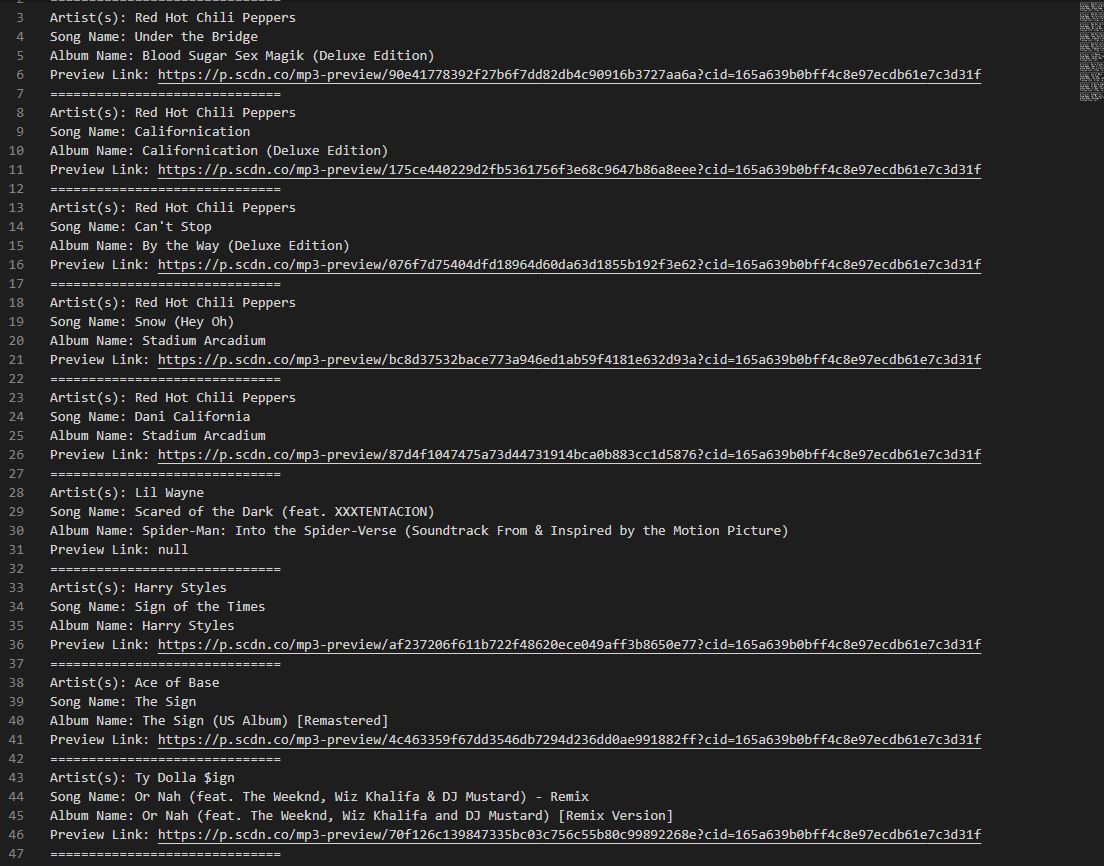 2 ==============================
3 Artist(s): Red Hot Chili Peppers
4 Song Name: Under the Bridge
5 Album Name: Blood Sugar Sex Magik (Deluxe Edition)
6 Preview Link: https://p.scdn.co/mp3-preview/90e41778392f27b6f7dd82db4c90916b3727aa6a?cid=165a639b0bff4c8e97ecdb61e7c3d31f
7 ==============================
8 Artist(s): Red Hot Chili Peppers
9 Song Name: Californication
10 Album Name: Californication (Deluxe Edition)
11 Preview Link: https://p.scdn.co/mp3-preview/175ce440229d2fb5361756f3e68c9647b86a8eee?cid=165a639b0bff4c8e97ecdb61e7c3d31f
12 ==============================
13 Artist(s): Red Hot Chili Peppers
14 Song Name: Can't Stop
15 Album Name: By the Way (Deluxe Edition)
16 Preview Link: https://p.scdn.co/mp3-preview/076f7d75404dfd18964d60da63d1855b192f3e62?cid=165a639b0bff4c8e97ecdb61e7c3d31f
17 ==============================
18 Artist(s): Red Hot Chili Peppers
19 Song Name: Snow (Hey Oh)
20 Album Name: Stadium Arcadium
21 Preview Link: https://p.scdn.co/mp3-preview/bc8d37532bace773a946ed1ab59f4181e632d93a?cid=165a639b0bff4c8e97ecdb61e7c3d31f
22 ==============================
23 Artist(s): Red Hot Chili Peppers
24 Song Name: Dani California
25 Album Name: Stadium Arcadium
26 Preview Link: https://p.scdn.co/mp3-preview/87d4f1047475a73d44731914bca0b883cc1d5876?cid=165a639b0bff4c8e97ecdb61e7c3d31f
27 ==============================
28 Artist(s): Lil Wayne
29 Song Name: Scared of the Dark (feat. XXXTENTACION)
30 Album Name: Spider-Man: Into the Spider-Verse (Soundtrack From & Inspired by the Motion Picture)
31 Preview Link: null
32 ==============================
33 Artist(s): Harry Styles
34 Song Name: Sign of the Times
35 Album Name: Harry Styles
36 Preview Link: https://p.scdn.co/mp3-preview/af237206f611b722f48620ece049aff3b8650e77?cid=165a639b0bff4c8e97ecdb61e7c3d31f
37 ==============================
38 Artist(s): Ace of Base
39 Song Name: The Sign
40 Album Name: The Sign (US Album) [Remastered]
41 Preview Link: https://p.scdn.co/mp3-preview/4c463359f67dd3546db7294d236dd0ae991882ff?cid=165a639b0bff4c8e97ecdb61e7c3d31f
42 ==============================
43 Artist(s): Ty Dolla $ign
44 Song Name: Or Nah (feat. The Weeknd, Wiz Khalifa & DJ Mustard) - Remix
45 Album Name: Or Nah (feat. The Weeknd, Wiz Khalifa and DJ Mustard) [Remix Version]
46 Preview Link: https://p.scdn.co/mp3-preview/70f126c139847335bc03c756c55b80c99892268e?cid=165a639b0bff4c8e97ecdb61e7c3d31f
47 ==============================